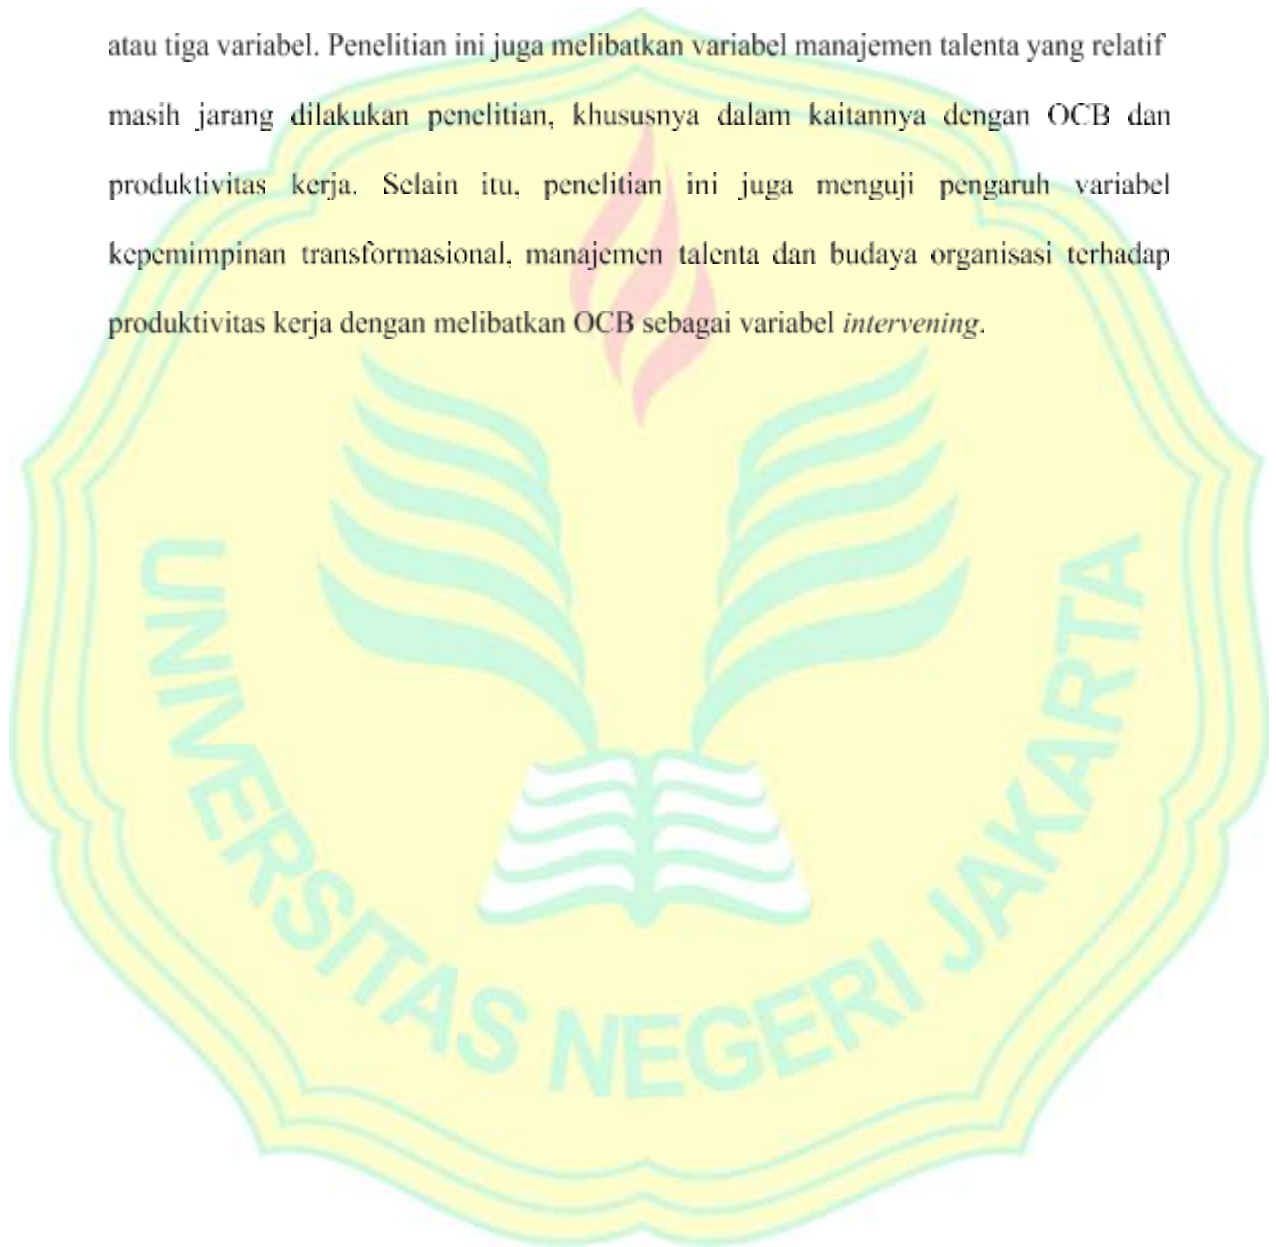 atau tiga variabel. Penelitian ini juga melibatkan variabel manajemen talenta yang relatif
masih jarang dilakukan penelitian, khususnya dalam kaitannya dengan OCB dan
produktivitas kerja. Selain itu, penelitian ini juga menguji pengaruh variabel
kepemimpinan transformasional, manajemen talenta dan budaya organisasi terhadap
produktivitas kerja dengan melibatkan OCB sebagai variabel intervening.
UNIVERSITAS NEGERI JAKARTA